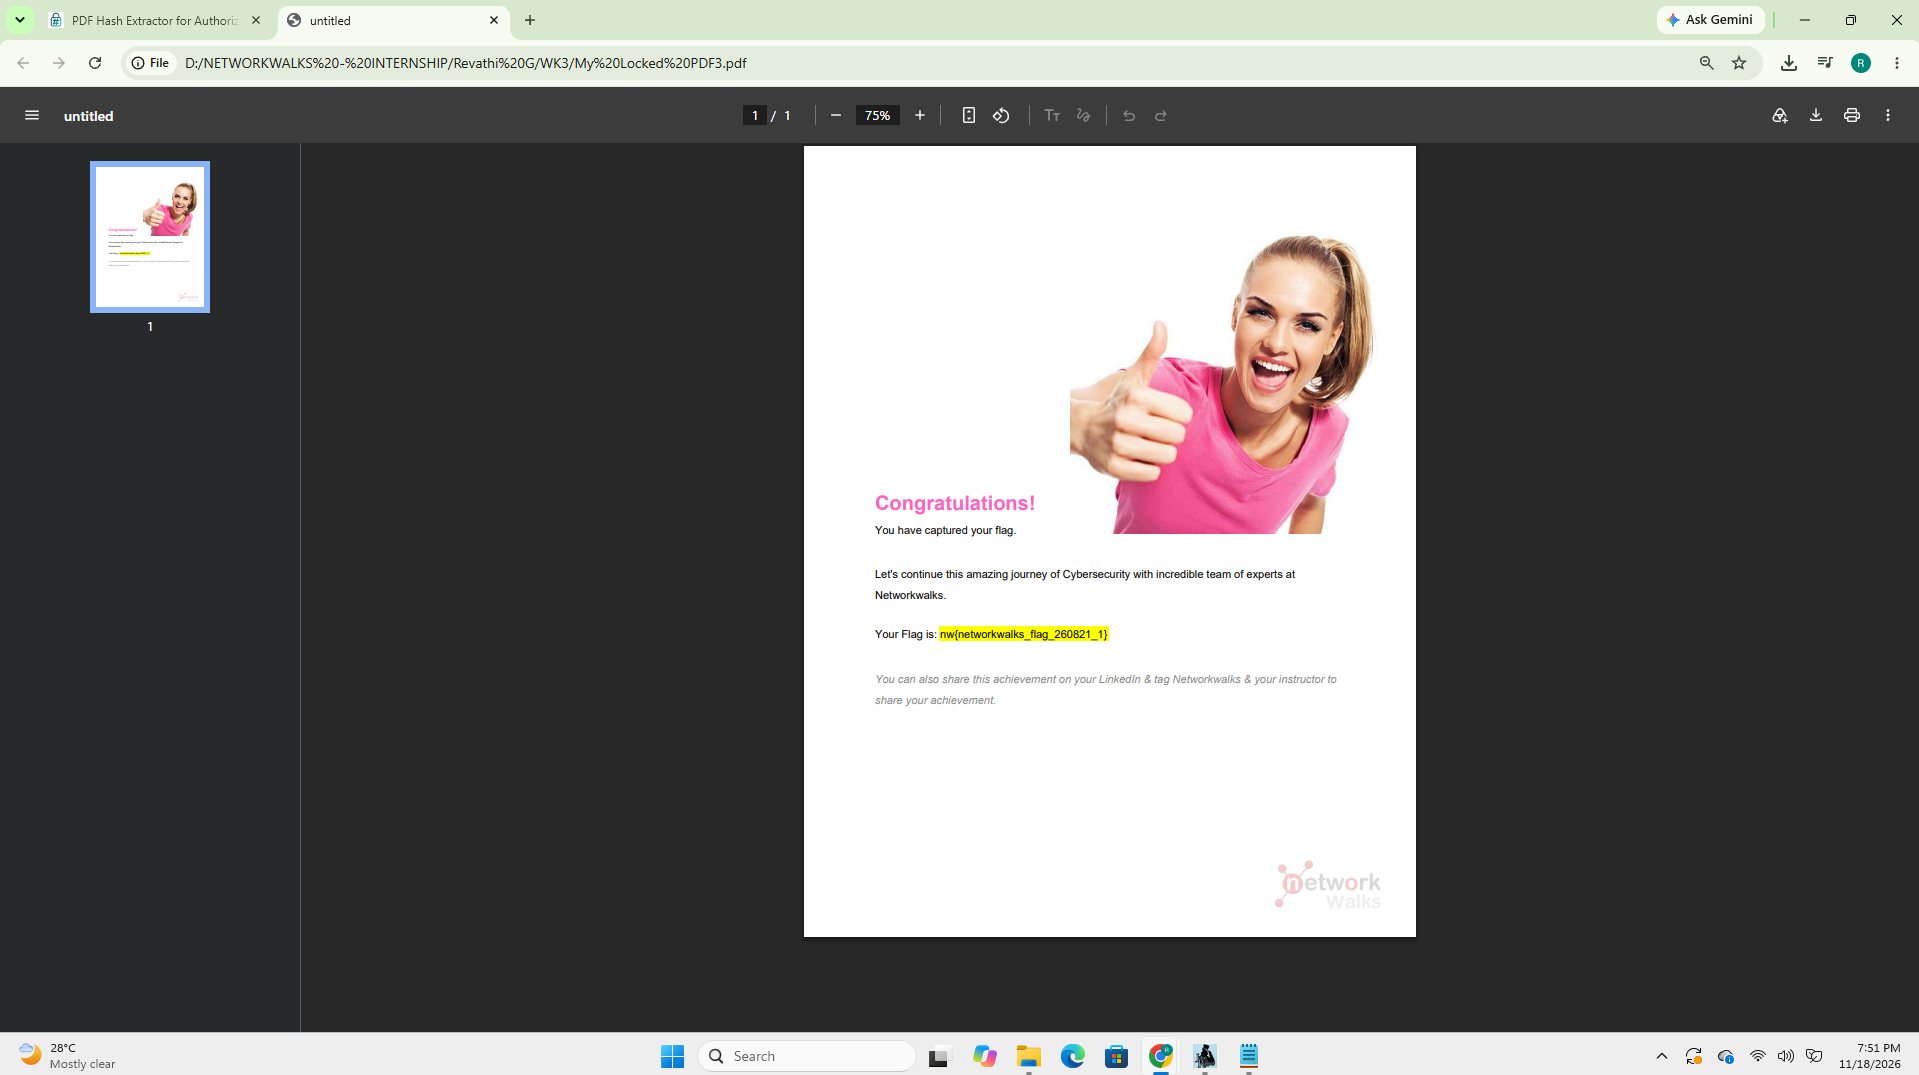 PDF Hash Extractor for Authoriz
untitled
Ask Gemini
File
D:/NETWORKWALKS%20-%20INTERNSHIP/Revathi%20G/WK3/My%20Locked%20PDF3.pdf
R
untitled
1 / 1
75%
Congratulations!
You have captured your flag.
Let's continue this amazing journey of Cybersecurity with incredible team of experts at
Networkwalks.
Your Flag is: nw{networkwalks_flag_260821_1}
You can also share this achievement on your LinkedIn & tag Networkwalks & your instructor to
share your achievement.
network
Walks
1
28°C
Mostly clear
Search
7:51 PM
11/18/2026